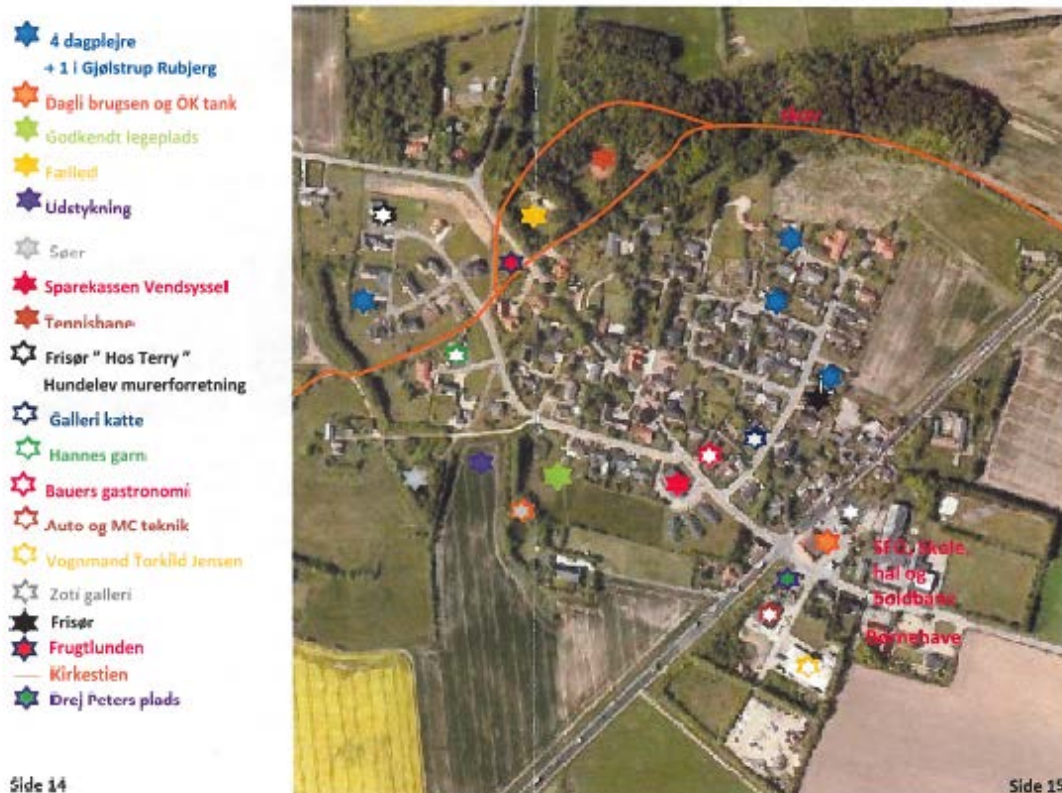 4 dagplejre
+ 1 i Gjølstrup Rubjerg
Dagli brugsen og OK tank
Godkendt legeplads
Fælled
Udstykning
Søer
Sparekassen Vendsyssel
Tennisbane
Frisør " Hos Terry "
Hundelev murerforretning
Galleri katte
Hannes garn
Bauers gastronomi
Auto og MC teknik
Vognmand Torkild Jensen
Zoti galleri
Frisør
Frugtlunden
Kirkestien
Drej Peters plads
Side 14
SFO, Skole,
hal og
boldbane
Børnehave
Side 15